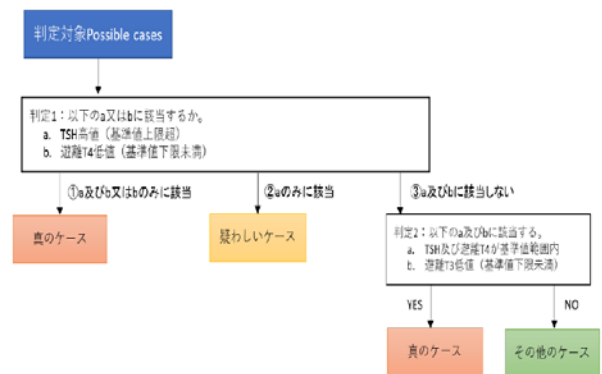 判定対象Possible cases
判定1：以下のa又はbに該当するか。
a. TSH高値（基準値上限超）
b. 遊離T4低値（基準値下限未満）
①a及びb又はbのみに該当
②aのみに該当
③a及びbに該当しない
真のケース
疑わしいケース
判定2：以下のa及びbに該当する。
a. TSH及び遊離T4が基準値範囲内
b. 遊離T3低値（基準値下限未満）
YES
NO
真のケース
その他のケース